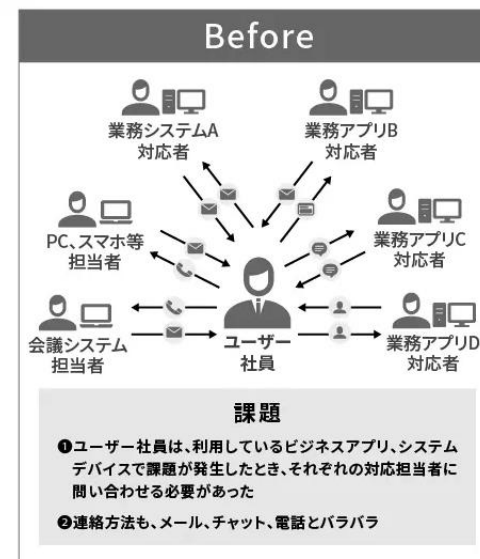 Before
業務システムA
対応者
業務アプリB
対応者
PC、スマホ等
担当者
業務アプリC
対応者
会議システム
担当者
ユーザー
社員
業務アプリD
対応者
課題
❶ユーザー社員は、利用しているビジネスアプリ、システム
デバイスで課題が発生したとき、それぞれの対応担当者に
問い合わせる必要があった
❷連絡方法も、メール、チャット、電話とバラバラ